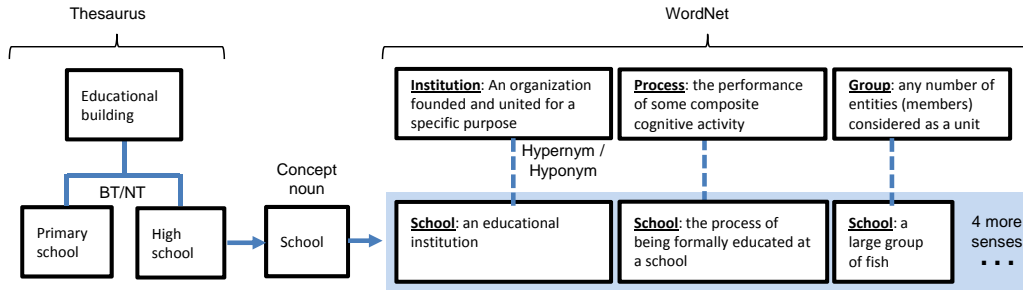 Thesaurus
WordNet
Educational
building
BT/NT
Primary
school
High
school
Concept
noun
School
Institution: An organization
founded and united for a
specific purpose
Process: the performance
of some composite
cognitive activity
Group: any number of
entities (members)
considered as a unit
Hypernym /
Hyponym
School: an educational
institution
School: the process of
being formally educated at
a school
School: a
large group
of fish
4 more
senses
...